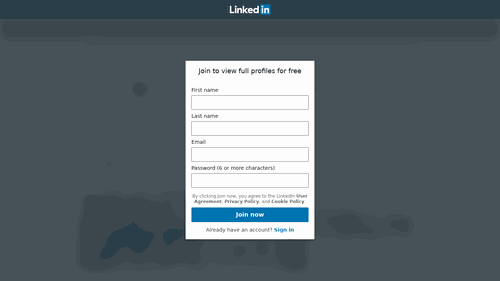 Linked in
Join to view full profiles for free
First name
Last name
Email
Password (6 or more characters)
By clicking Join now, you agree to the LinkedIn User
Agreement, Privacy Policy, and Cookie Policy
Join now
Already have an account? Sign in